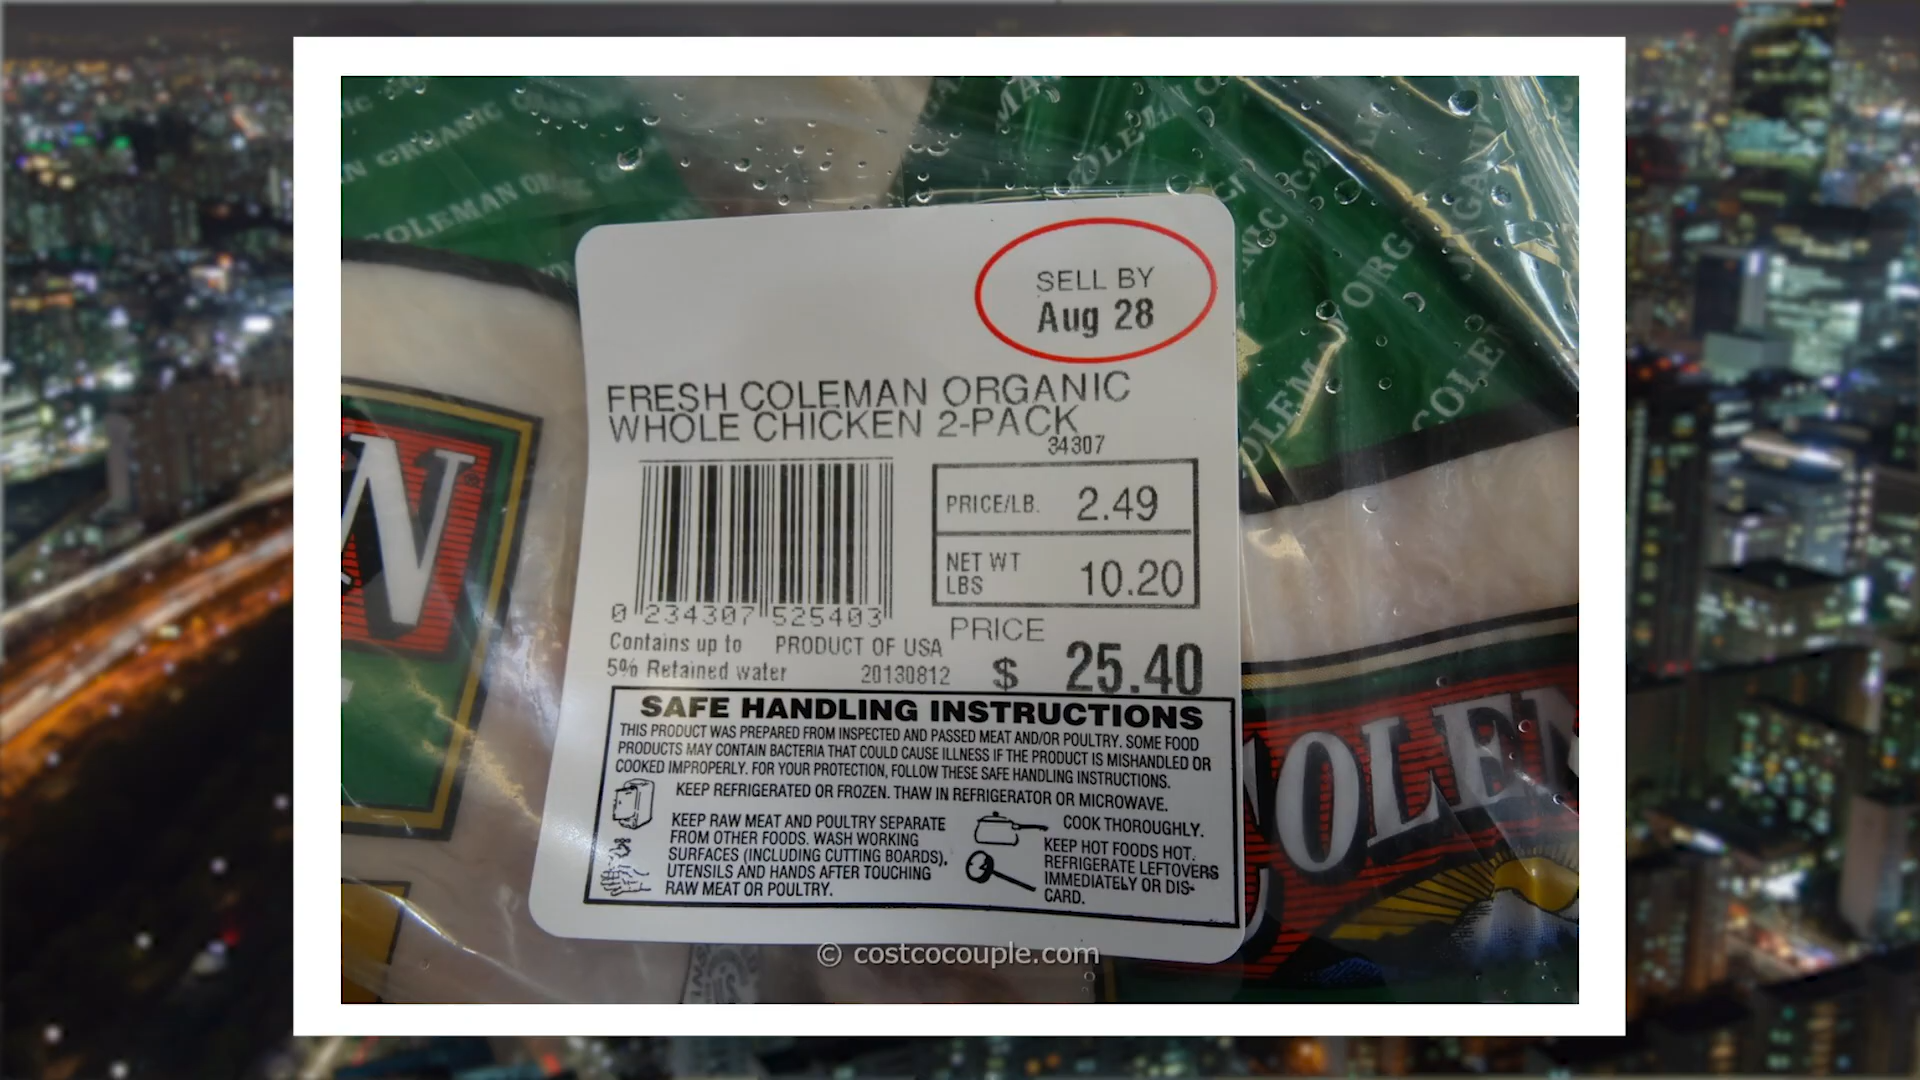 COLEMAN
N ORGANIC
SELL BY
Aug 28
FRESH COLEMAN ORGANIC
WHOLE CHICKEN 2-PACK
34307
PRICE/LB. 2.49
NET WT
LBS 10.20
0 234307 525403
PRICE
$ 25.40
Contains up to
5% Retained water
PRODUCT OF USA
20130812
SAFE HANDLING INSTRUCTIONS
THIS PRODUCT WAS PREPARED FROM INSPECTED AND PASSED MEAT AND/OR POULTRY. SOME FOOD
PRODUCTS MAY CONTAIN BACTERIA THAT COULD CAUSE ILLNESS IF THE PRODUCT IS MISHANDLED OR
COOKED IMPROPERLY. FOR YOUR PROTECTION, FOLLOW THESE SAFE HANDLING INSTRUCTIONS.
KEEP REFRIGERATED OR FROZEN. THAW IN REFRIGERATOR OR MICROWAVE.
KEEP RAW MEAT AND POULTRY SEPARATE
FROM OTHER FOODS. WASH WORKING
SURFACES (INCLUDING CUTTING BOARDS),
UTENSILS AND HANDS AFTER TOUCHING
RAW MEAT OR POULTRY.
COOK THOROUGHLY.
KEEP HOT FOODS HOT.
REFRIGERATE LEFTOVERS
IMMEDIATELY OR DIS-
CARD.
N
COLEM
© costcocouple.com